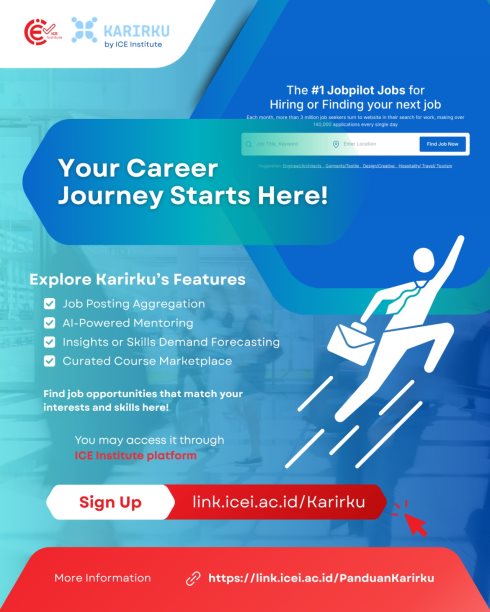 ICE
Institute
KARIRKU
by ICE Institute
The #1 Jobpilot Jobs for
Hiring or Finding your next job
Each month, more than 3 million job seekers turn to website in their search for work, making over
140,000 applications every single day
Job Title, Keyword
Enter Location
Find Job Now
Suggestion: Engineer/Architects , Garments/Textile , Design/Creative , Hospitality/ Travel/ Tourism
Your Career
Journey Starts Here!
Explore Karirku's Features
Job Posting Aggregation
AI-Powered Mentoring
Insights or Skills Demand Forecasting
Curated Course Marketplace
Find job opportunities that match your
interests and skills here!
You may access it through
ICE Institute platform
Sign Up
link.icei.ac.id/Karirku
More Information
https://link.icei.ac.id/PanduanKarirku